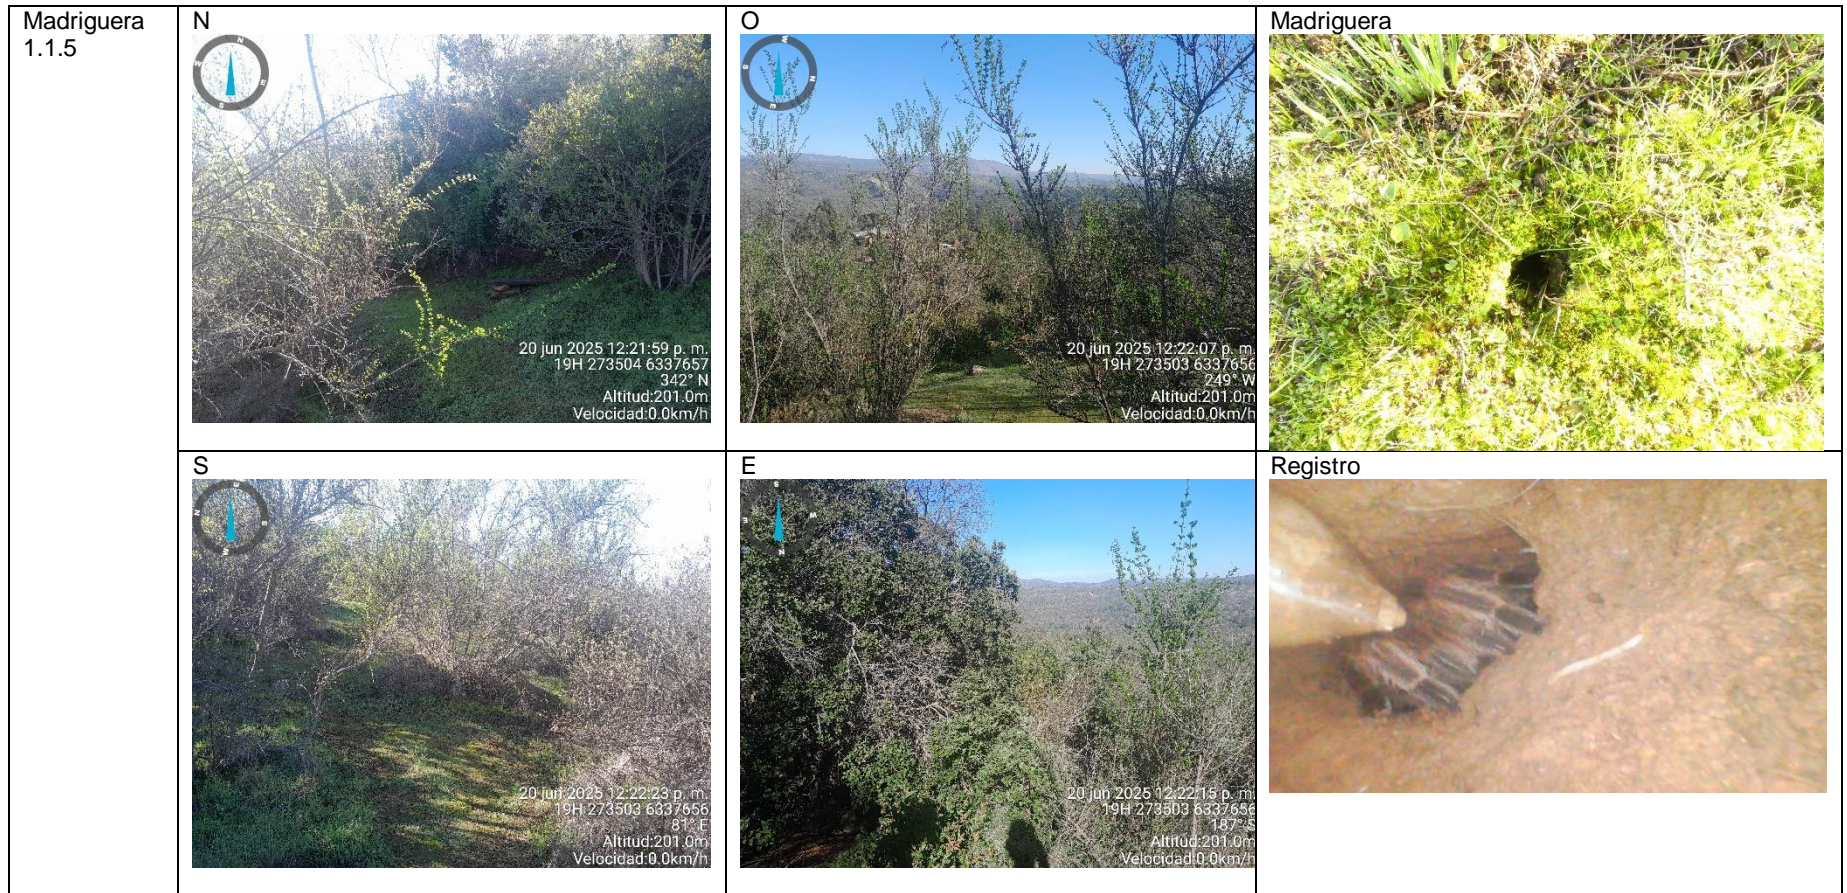 Madriguera
1.1.5
N
20 jun 2025 12:21:59 p. m.
19H 273504 6337657
342° N
Altitud:201.0m
Velocidad:0.0km/h
O
20 jun 2025 12:22:07 p. m.
19H 273503 6337656
249° W
Altitud:201.0m
Velocidad:0.0km/h
Madriguera
S
20 jun 2025 12:22:23 p. m.
19H 273503 6337656
81° E
Altitud:201.0m
Velocidad:0.0km/h
E
20 jun 2025 12:22:15 p. m.
19H 273503 6337656
187° S
Altitud:201.0m
Velocidad:0.0km/h
Registro